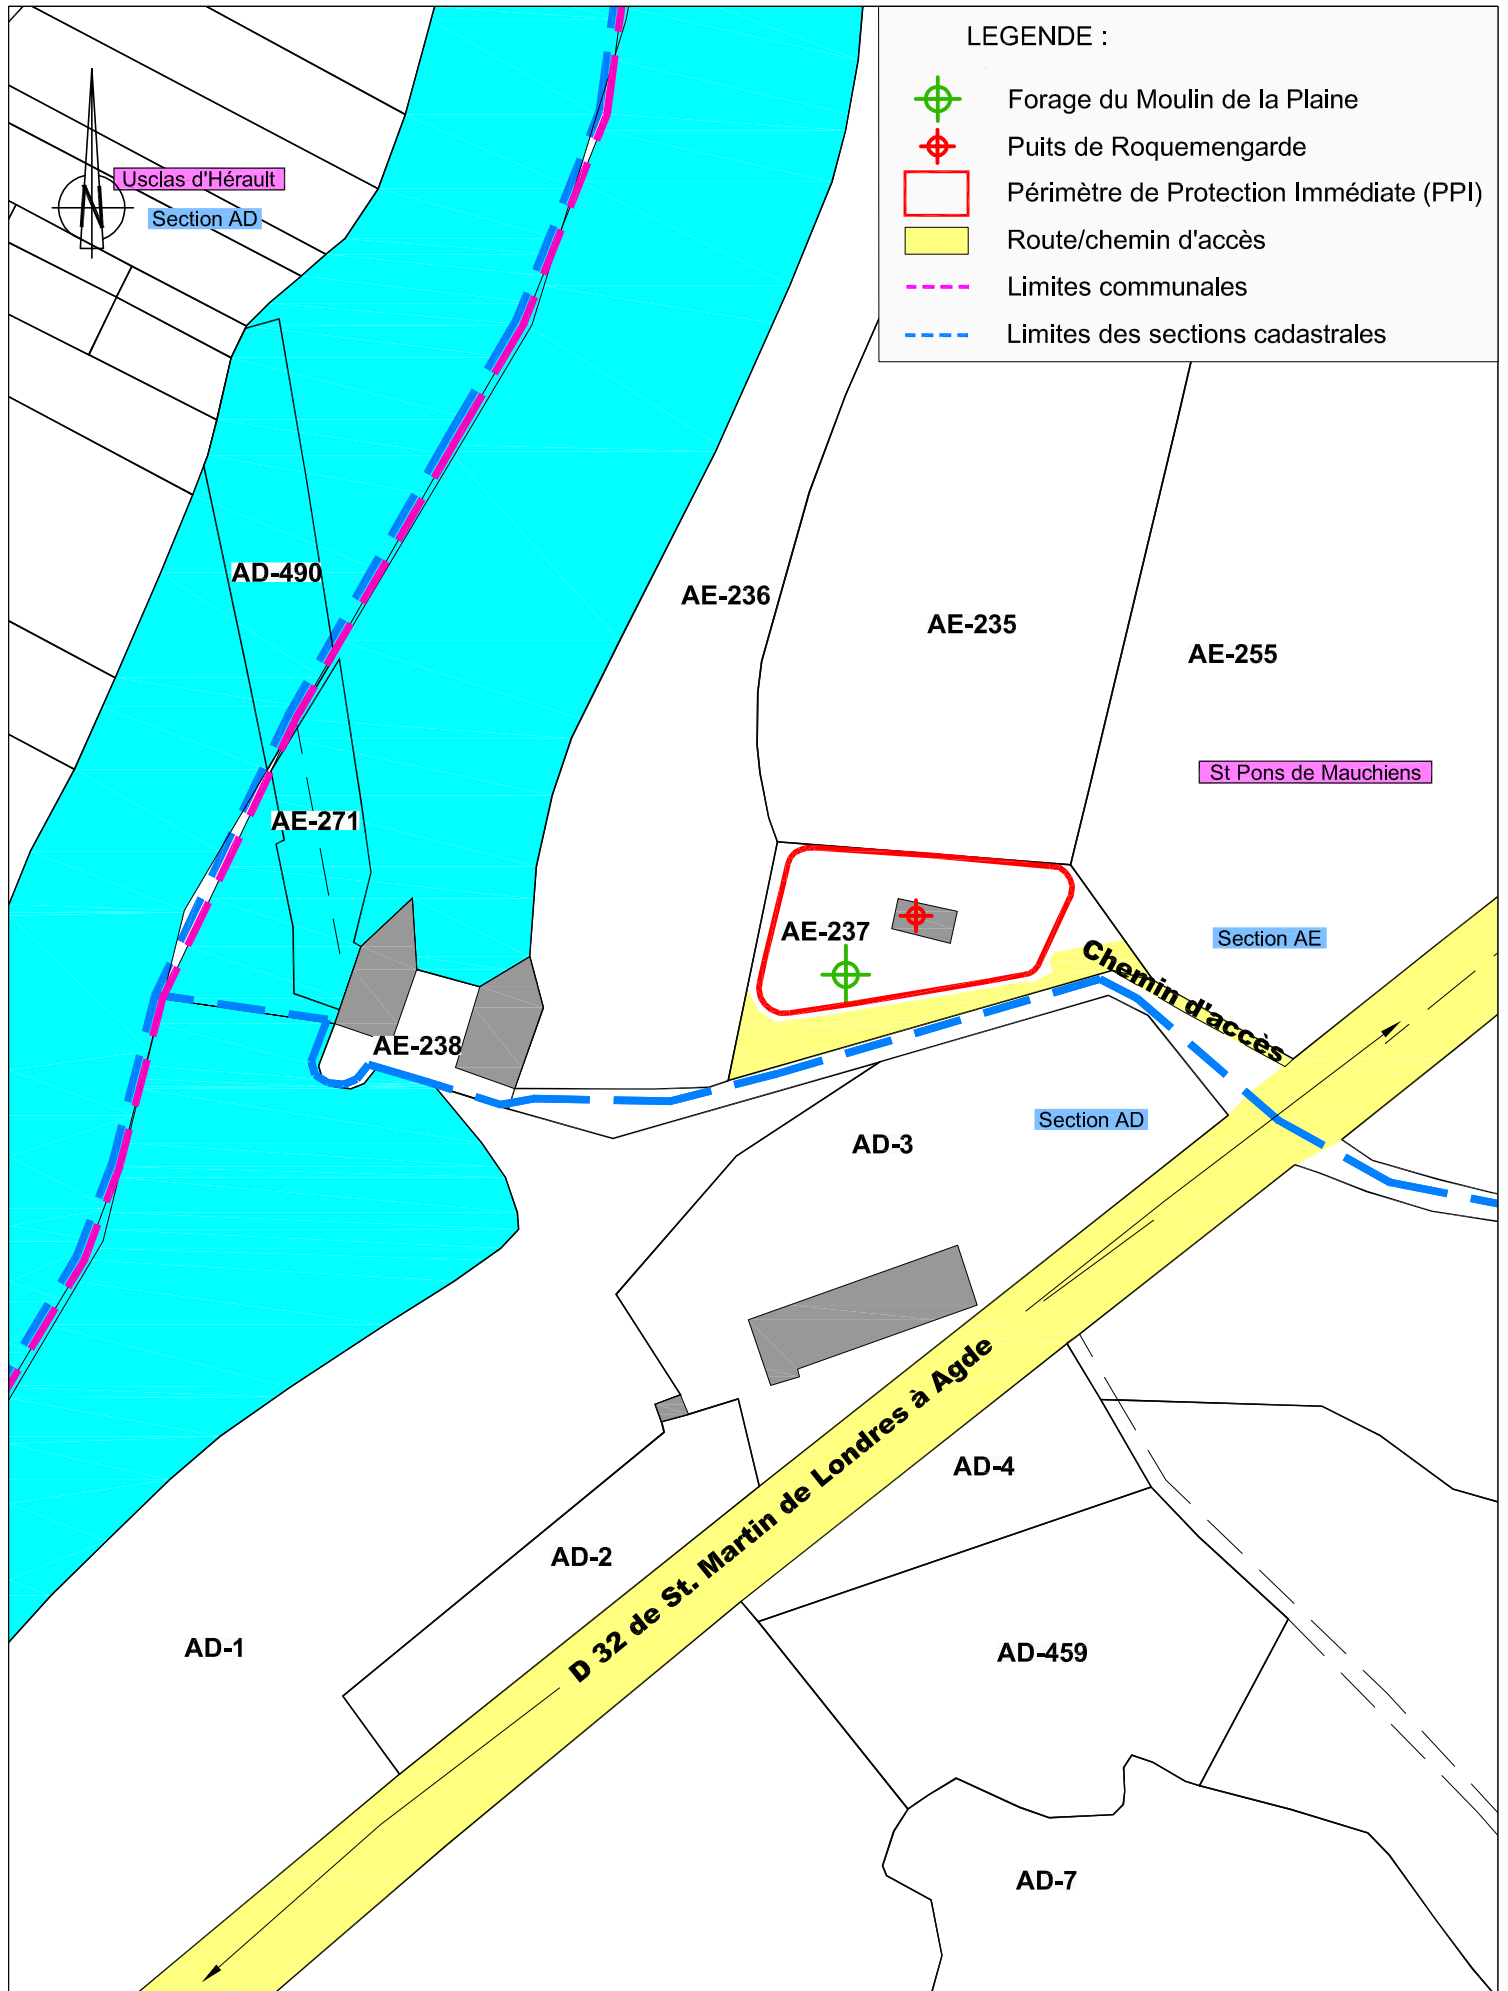 LEGENDE :
Forage du Moulin de la Plaine
Puits de Roquemengarde
Périmètre de Protection Immédiate (PPI)
Route/chemin d'accès
Limites communales
Limites des sections cadastrales
Usclas d'Hérault
N
Section AD
AD-490
AE-236
AE-235
AE-255
St Pons de Mauchiens
AE-271
AE-237
Section AE
Chemin d'accès
AE-238
Section AD
AD-3
D 32 de St. Martin de Londres à Agde
AD-4
AD-2
AD-1
AD-459
AD-7